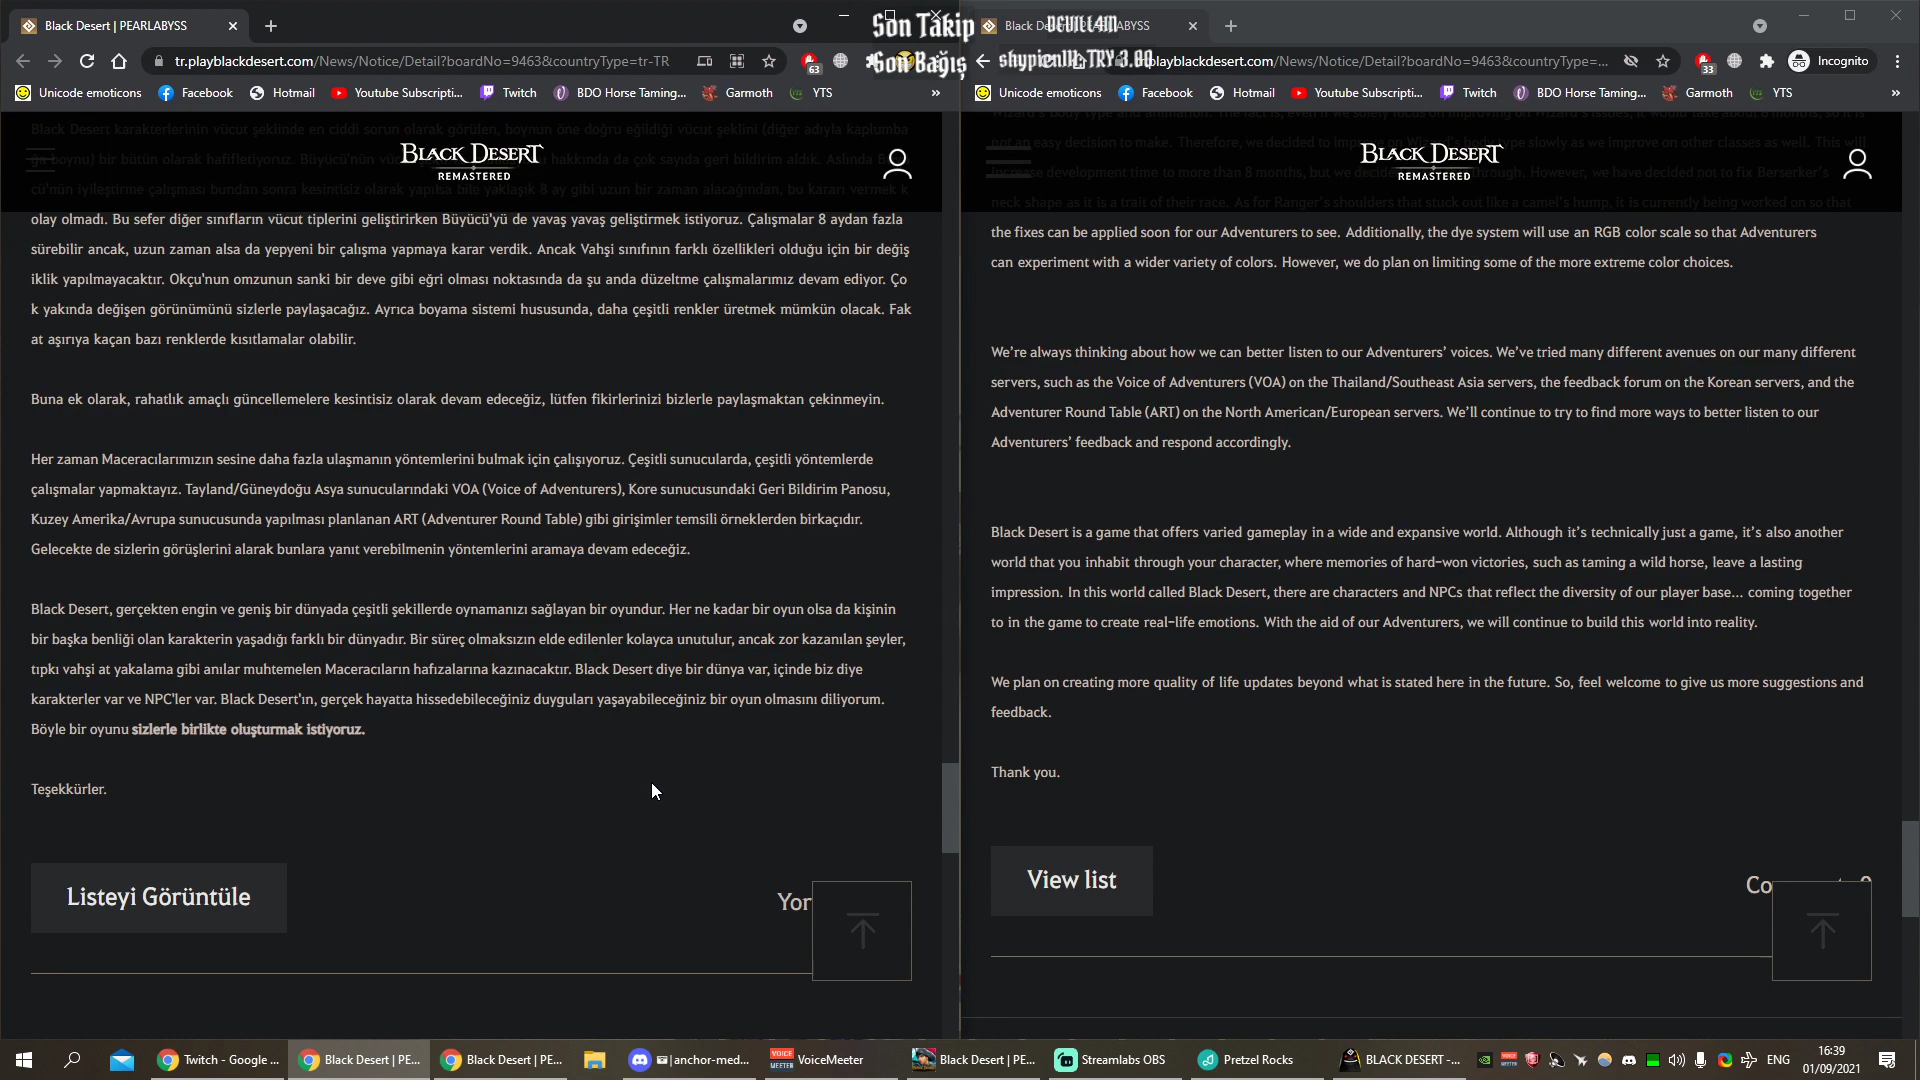 Black Desert | PEARLABYSS
Son Takip
Son Bağış
DEVILL4M
Black De
ABYSS
tr.playblackdesert.com/News/Notice/Detail?boardNo=9463&countryType=tr-TR
63
TRY 3.00
playblackdesert.com/News/Notice/Detail?boardNo=9463&countryType=...
33
Incognito
Unicode emoticons
Facebook
Hotmail
Youtube Subscripti...
Twitch
BDO Horse Taming...
Garmoth
YTS
»
Unicode emoticons
Facebook
Hotmail
Youtube Subscripti...
Twitch
BDO Horse Taming...
Garmoth
YTS
»
Black Desert karakterlerinin vücut şeklinde en ciddi sorun olarak görülen, boynun öne doğru eğildiği vücut şeklini (diğer adıyla kaplumba
ğa boynu) bir bütün olarak hafifletiyoruz. Büyücü'nün
hakkında da çok sayıda geri bildirim aldık. Aslında B
cü'nün iyileştirme çalışması bundan sonra kesintisiz olarak yapılsa bile yaklaşık 8 ay gibi uzun bir zaman alacağından, bu kararı vermek k
BLACK DESERT
REMASTERED
olay olmadı. Bu sefer diğer sınıfların vücut tiplerini geliştirirken Büyücü'yü de yavaş yavaş geliştirmek istiyoruz. Çalışmalar 8 aydan fazla
sürebilir ancak, uzun zaman alsa da yepyeni bir çalışma yapmaya karar verdik. Ancak Vahşi sınıfının farklı özellikleri olduğu için bir değiş
iklik yapılmayacaktır. Okçu'nun omzunun sanki bir deve gibi eğri olması noktasında da şu anda düzeltme çalışmalarımız devam ediyor. Ço
k yakında değişen görünümünü sizlerle paylaşacağız. Ayrıca boyama sistemi hususunda, daha çeşitli renkler üretmek mümkün olacak. Fak
at aşırıya kaçan bazı renklerde kısıtlamalar olabilir.
Buna ek olarak, rahatlık amaçlı güncellemelere kesintisiz olarak devam edeceğiz, lütfen fikirlerinizi bizlerle paylaşmaktan çekinmeyin.
Her zaman Maceracılarımızın sesine daha fazla ulaşmanın yöntemlerini bulmak için çalışıyoruz. Çeşitli sunucularda, çeşitli yöntemlerde
çalışmalar yapmaktayız. Tayland/Güneydoğu Asya sunucularındaki VOA (Voice of Adventurers), Kore sunucusundaki Geri Bildirim Panosu,
Kuzey Amerika/Avrupa sunucusunda yapılması planlanan ART (Adventurer Round Table) gibi girişimler temsili örneklerden birkaçıdır.
Gelecekte de sizlerin görüşlerini alarak bunlara yanıt verebilmenin yöntemlerini aramaya devam edeceğiz.
Black Desert, gerçekten engin ve geniş bir dünyada çeşitli şekillerde oynamanızı sağlayan bir oyundur. Her ne kadar bir oyun olsa da kişinin
bir başka benliği olan karakterin yaşadığı farklı bir dünyadır. Bir süreç olmaksızın elde edilenler kolayca unutulur, ancak zor kazanılan şeyler,
tıpkı vahşi at yakalama gibi anılar muhtemelen Maceracıların hafızalarına kazınacaktır. Black Desert diye bir dünya var, içinde biz diye
karakterler var ve NPC'ler var. Black Desert'ın, gerçek hayatta hissedebileceğiniz duyguları yaşayabileceğiniz bir oyun olmasını diliyorum.
Böyle bir oyunu sizlerle birlikte oluşturmak istiyoruz.
Teşekkürler.
Listeyi Görüntüle
Yor
Wizard's body type and animation. The fact is, even if we solely focus on improving on Wizard's issues, it would take about 8 months, so it is
not an easy decision to make. Therefore, we decided to
on Wizard's body type slowly as we improve on other classes as well. This will
increase development time to more than 8 months, but we
through. However, we have decided not to fix Berserker's
neck shape as it is a trait of their race. As for Ranger's shoulders that stuck out like a camel's hump, it is currently being worked on so that
BLACK DESERT
REMASTERED
the fixes can be applied soon for our Adventurers to see. Additionally, the dye system will use an RGB color scale so that Adventurers
can experiment with a wider variety of colors. However, we do plan on limiting some of the more extreme color choices.
We're always thinking about how we can better listen to our Adventurers' voices. We've tried many different avenues on our many different
servers, such as the Voice of Adventurers (VOA) on the Thailand/Southeast Asia servers, the feedback forum on the Korean servers, and the
Adventurer Round Table (ART) on the North American/European servers. We'll continue to try to find more ways to better listen to our
Adventurers' feedback and respond accordingly.
Black Desert is a game that offers varied gameplay in a wide and expansive world. Although it's technically just a game, it's also another
world that you inhabit through your character, where memories of hard-won victories, such as taming a wild horse, leave a lasting
impression. In this world called Black Desert, there are characters and NPCs that reflect the diversity of our player base... coming together
to in the game to create real-life emotions. With the aid of our Adventurers, we will continue to build this world into reality.
We plan on creating more quality of life updates beyond what is stated here in the future. So, feel welcome to give us more suggestions and
feedback.
Thank you.
View list
Co
Twitch - Google ...
Black Desert | PE...
Black Desert | PE...
|anchor-med...
VOICE MEETER
VoiceMeeter
Black Desert | PE...
Streamlabs OBS
Pretzel Rocks
BLACK DESERT -...
ENG
16:39
01/09/2021